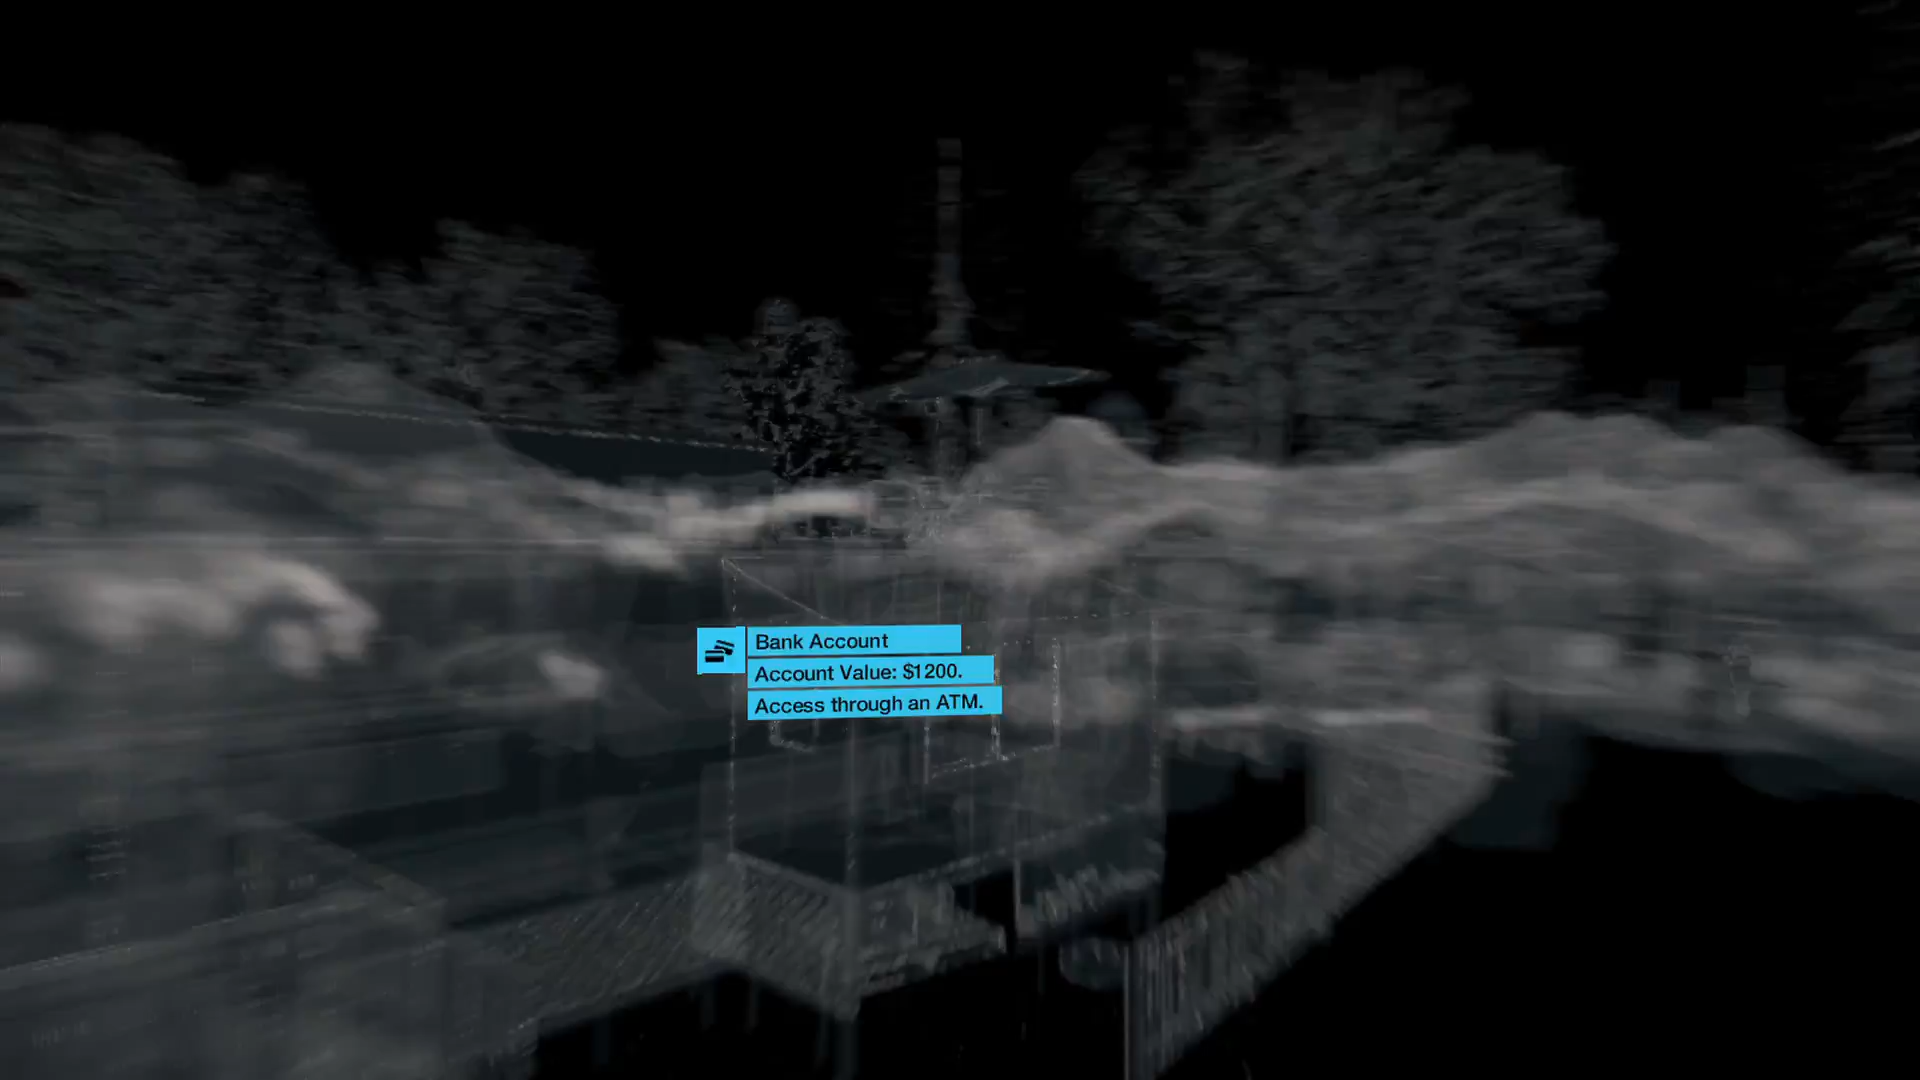 Bank Account
Account Value: $1200.
Access through an ATM.